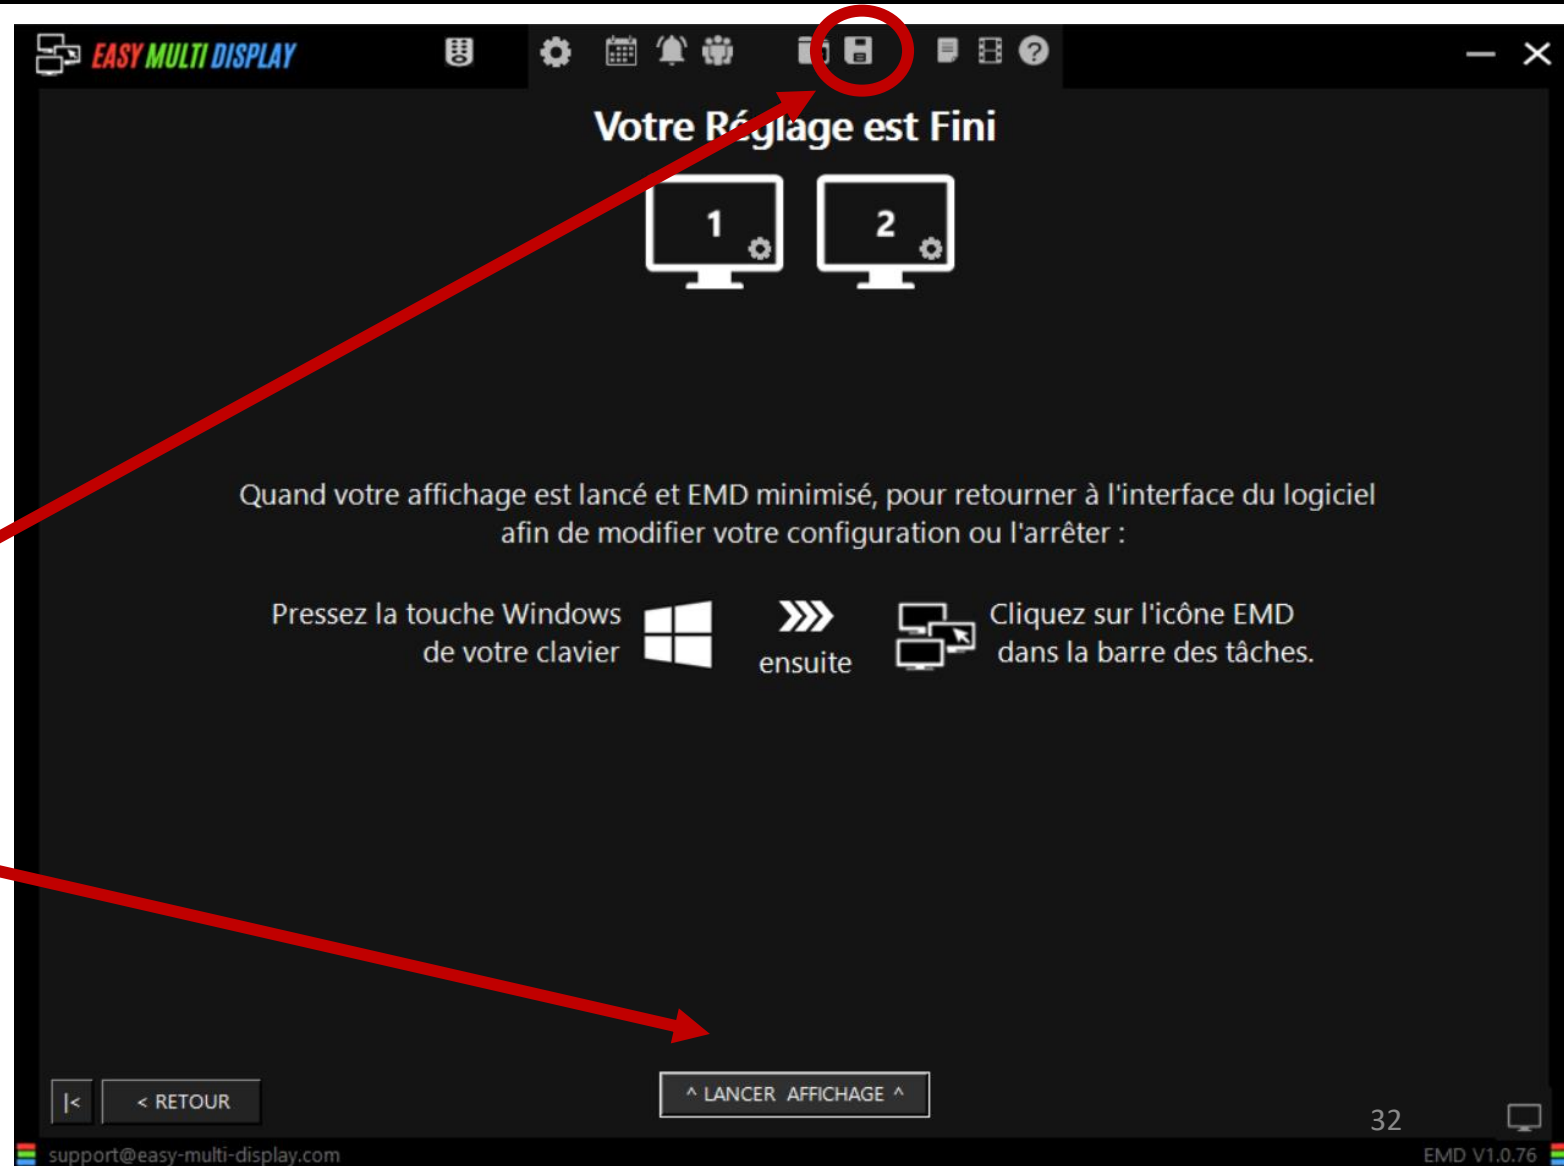 EASY MULTI DISPLAY
Votre Réglage est Fini
1
2
Quand votre affichage est lancé et EMD minimisé, pour retourner à l'interface du logiciel
afin de modifier votre configuration ou l'arrêter :
Pressez la touche Windows
de votre clavier
ensuite
Cliquez sur l'icône EMD
dans la barre des tâches.
|<
< RETOUR
^ LANCER AFFICHAGE ^
32
support@easy-multi-display.com
EMD V1.0.76